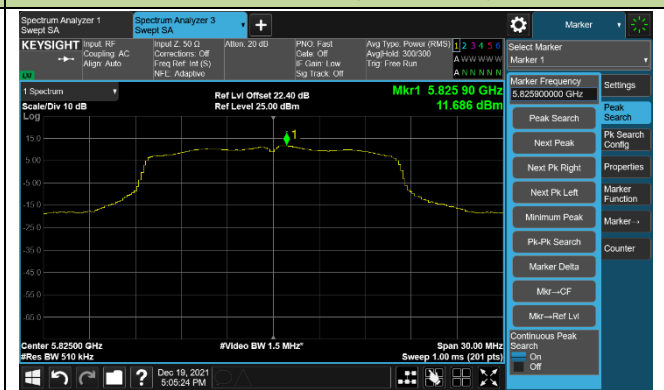 Spectrum Analyzer 1
Swept SA
Spectrum Analyzer 3
Swept SA
Marker
KEYSIGHT
Input: RF
Coupling: AC
Align: Auto
Input Z: 50 Ω
Corrections: Off
Freq Ref: Int (S)
NFE: Adaptive
Atten: 20 dB
PNO: Fast
Gate: Off
IF Gain: Low
Sig Track: Off
Avg Type: Power (RMS)
Avg|Hold: 300/300
Trig: Free Run
1 2 3 4 5 6
A W W W W W
A N N N N N
Select Marker
Marker 1
1 Spectrum
Scale/Div 10 dB
Log
Ref Lvl Offset 22.40 dB
Ref Level 25.00 dBm
Mkr1 5.825 90 GHz
11.686 dBm
15.0
5.00
-5.00
-15.0
-25.0
-35.0
-45.0
-55.0
-65.0
1
Center 5.82500 GHz
#Res BW 510 kHz
#Video BW 1.5 MHz*
Span 30.00 MHz
Sweep 1.00 ms (201 pts)
Marker Frequency
5.825900000 GHz
Peak Search
Next Peak
Next Pk Right
Next Pk Left
Minimum Peak
Pk-Pk Search
Marker Delta
Mkr→CF
Mkr→Ref Lvl
Continuous Peak
Search
On
Off
Settings
Peak
Search
Pk Search
Config
Properties
Marker
Function
Marker→
Counter
?
Dec 19, 2021
5:05:24 PM